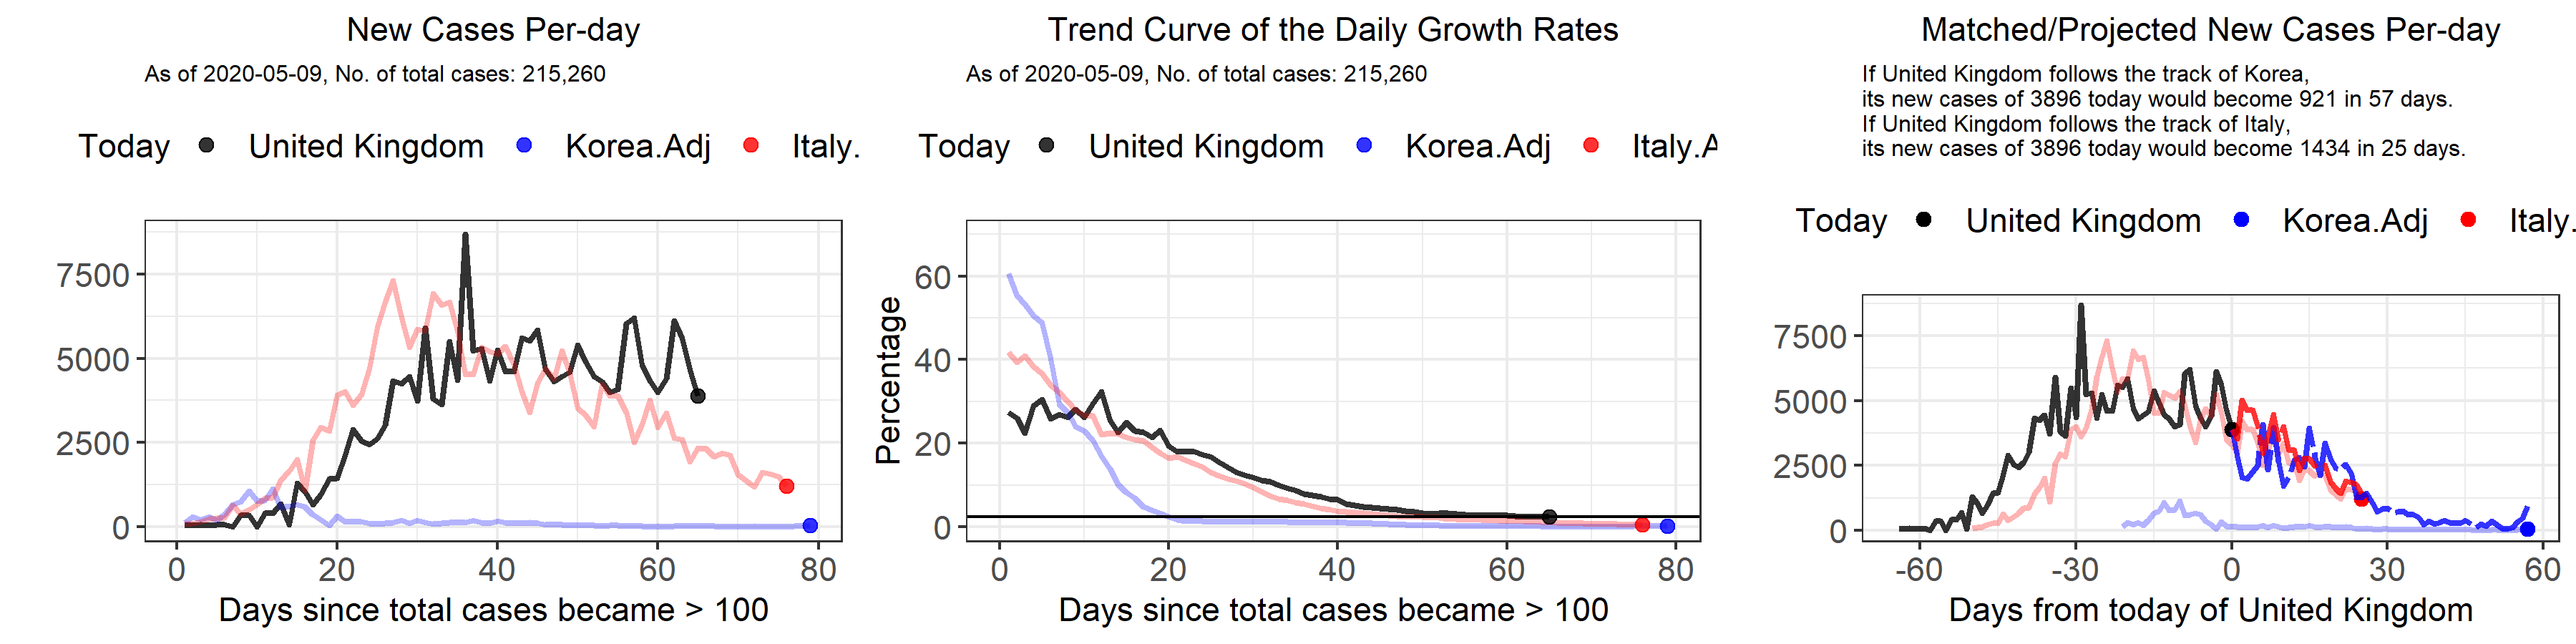 New Cases Per-day
As of 2020-05-09, No. of total cases: 215,260
Today United Kingdom Korea.Adj Italy.
7500
5000
2500
0
0 20 40 60 80
Days since total cases became > 100
Trend Curve of the Daily Growth Rates
As of 2020-05-09, No. of total cases: 215,260
Today United Kingdom Korea.Adj Italy.A
Percentage
60
40
20
0
0 20 40 60 80
Days since total cases became > 100
Matched/Projected New Cases Per-day
If United Kingdom follows the track of Korea,
its new cases of 3896 today would become 921 in 57 days.
If United Kingdom follows the track of Italy,
its new cases of 3896 today would become 1434 in 25 days.
Today United Kingdom Korea.Adj Italy.
7500
5000
2500
0
-60 -30 0 30 60
Days from today of United Kingdom